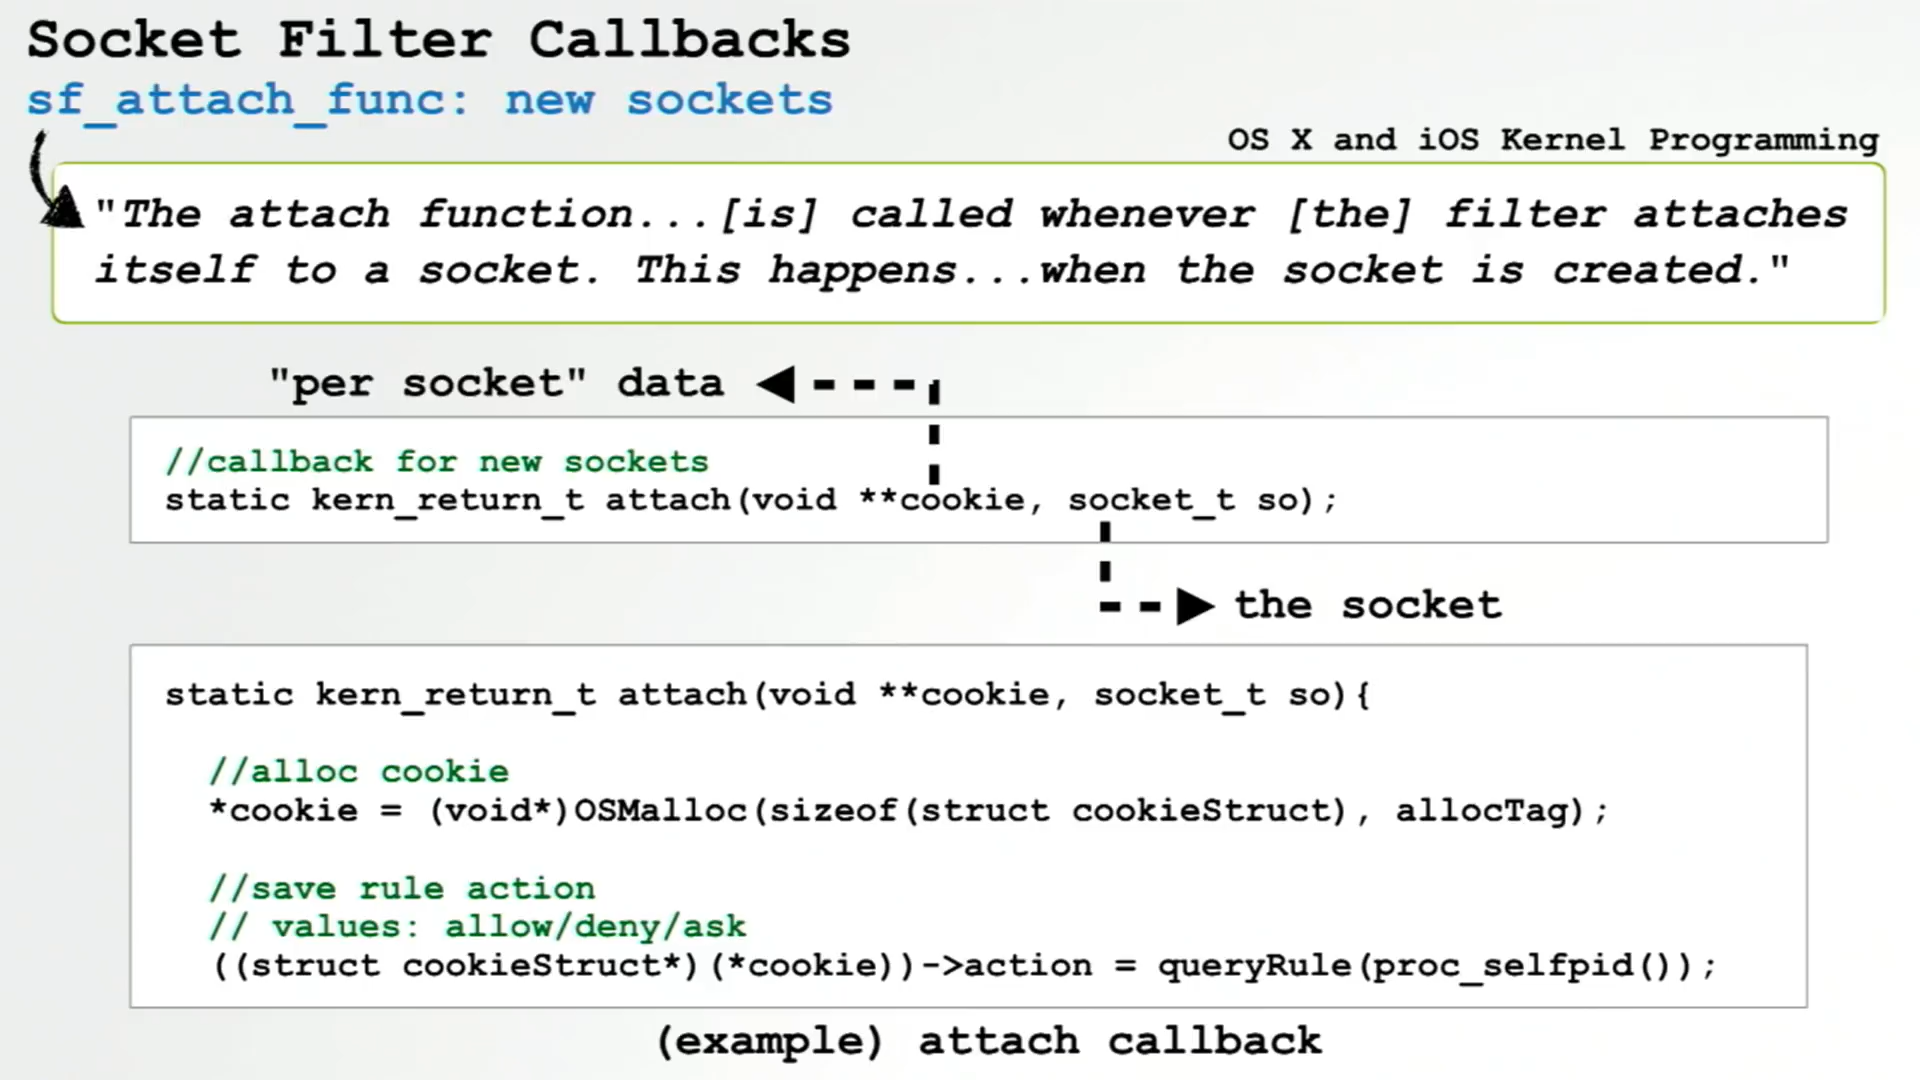 Socket Filter Callbacks
sf_attach_func: new sockets
OS X and iOS Kernel Programming
"The attach function...[is] called whenever [the] filter attaches
itself to a socket. This happens...when the socket is created."
"per socket" data
//callback for new sockets
static kern_return_t attach(void **cookie, socket_t so);
the socket
static kern_return_t attach(void **cookie, socket_t so){
//alloc cookie
*cookie = (void*)OSMalloc(sizeof(struct cookieStruct), allocTag);
//save rule action
// values: allow/deny/ask
((struct cookieStruct*)(*cookie))->action = queryRule(proc_selfpid());
(example) attach callback